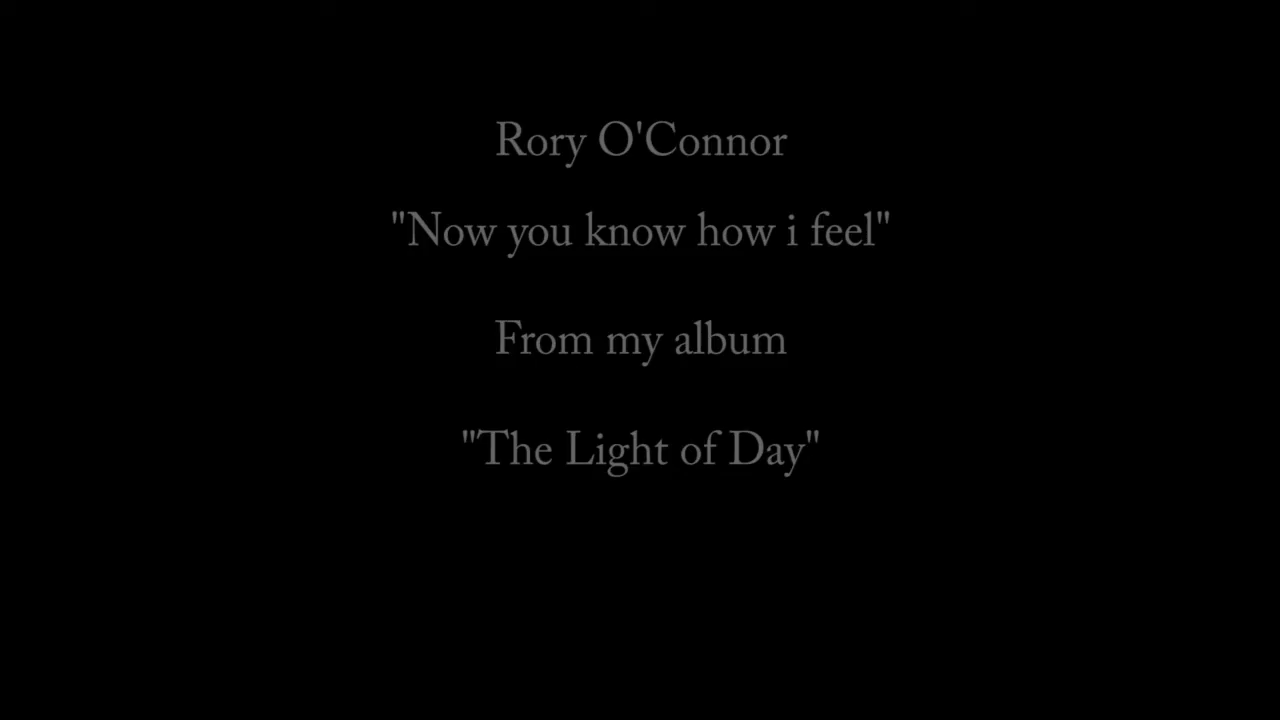 Rory O'Connor
"Now you know how i feel"
From my album
"The Light of Day"